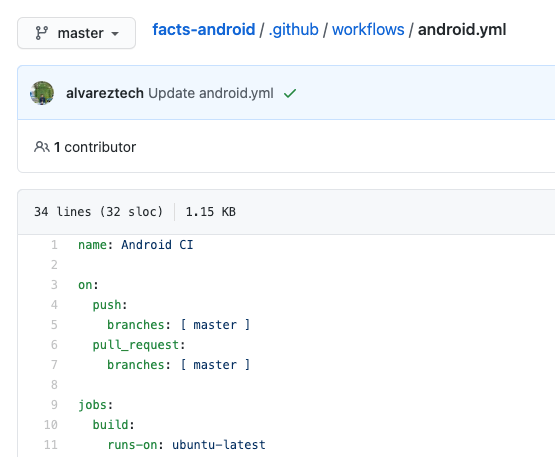 master facts-android / .github / workflows / android.yml
alvareztech Update android.yml
1 contributor
34 lines (32 sloc) 1.15 KB
1 name: Android CI
2
3 on:
4 push:
5 branches: [ master ]
6 pull_request:
7 branches: [ master ]
8
9 jobs:
10 build:
11 runs-on: ubuntu-latest